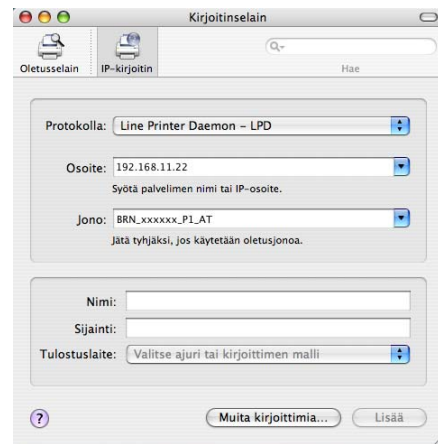 Kirjoitinselain
Oletusselain
IP-kirjoitin
Hae
Protokolla: Line Printer Daemon – LPD
Osoite: 192.168.11.22
Syötä palvelimen nimi tai IP-osoite.
Jono: BRN_xxxxxx_P1_AT
Jätä tyhjäksi, jos käytetään oletusjonoa.
Nimi:
Sijainti:
Tulostuslaite: Valitse ajuri tai kirjoittimen malli
? Muita kirjoittimia... Lisää